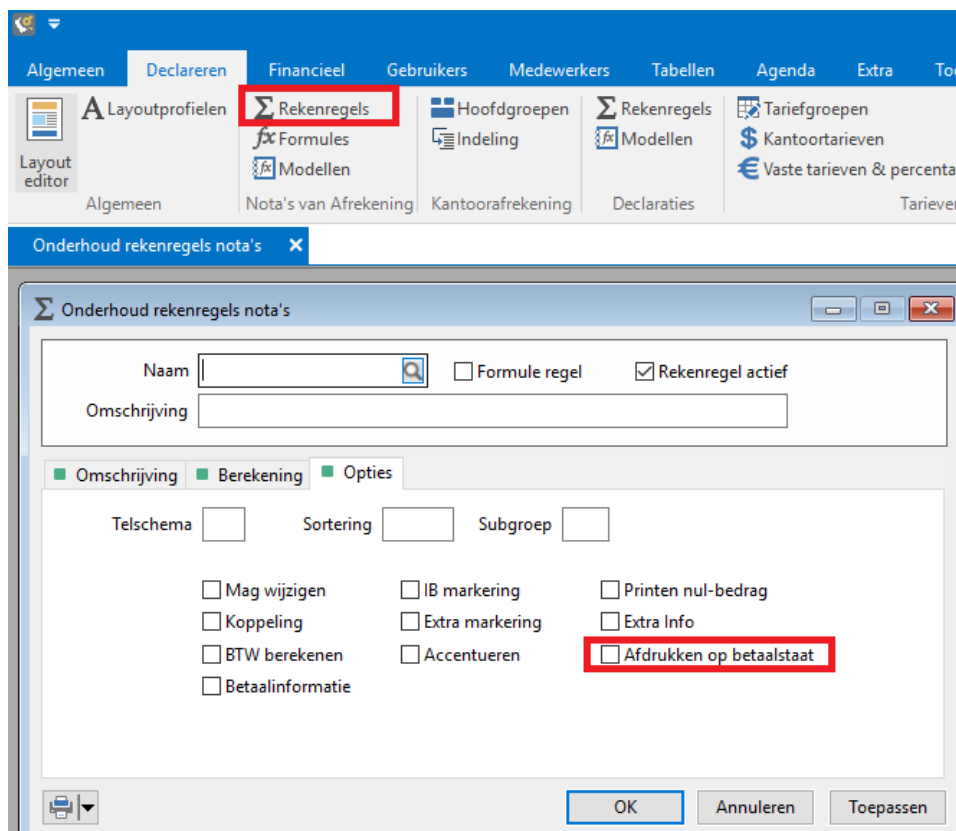 Algemeen Declareren Financieel Gebruikers Medewerkers Tabellen Agenda Extra
Layout editor
Layoutprofielen
Algemeen
Rekenregels
Formules
Modellen
Nota's van Afrekening
Hoofdgroepen
Indeling
Kantoorafrekening
Rekenregels
Modellen
Declaraties
Tariefgroepen
Kantoortarieven
Vaste tarieven & percenta
Tarieven
Onderhoud rekenregels nota's
Onderhoud rekenregels nota's
Naam Formule regel Rekenregel actief
Omschrijving
Omschrijving Berekening Opties
Telschema Sortering Subgroep
Mag wijzigen IB markering Printen nul-bedrag
Koppeling Extra markering Extra Info
BTW berekenen Accentueren Afdrukken op betaalstaat
Betaalinformatie
OK Annuleren Toepassen